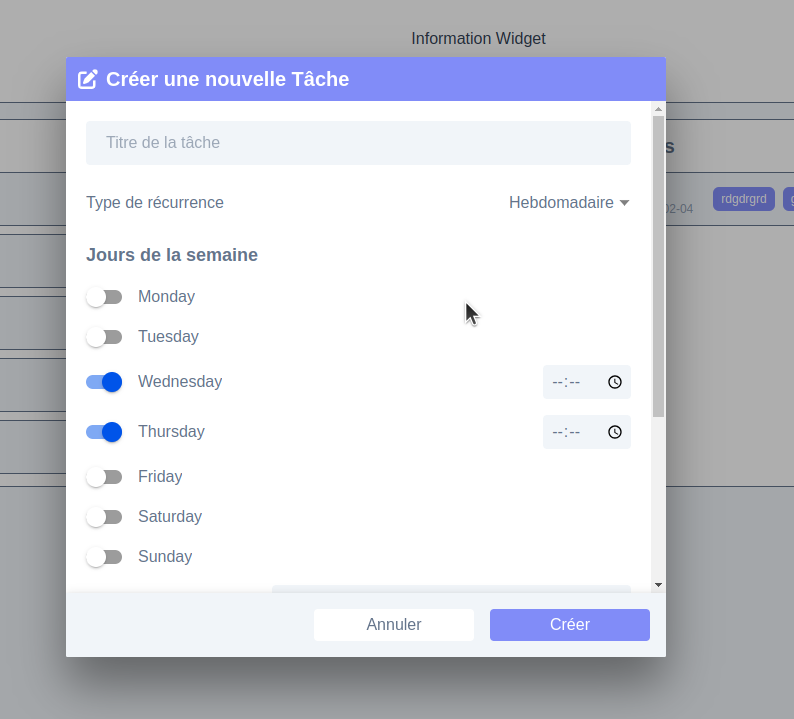 Information Widget
Créer une nouvelle Tâche
Titre de la tâche
s
Type de récurrence
Hebdomadaire
02-04
rdgdrgrd
g
Jours de la semaine
Monday
Tuesday
Wednesday --:--
Thursday --:--
Friday
Saturday
Sunday
Annuler
Créer